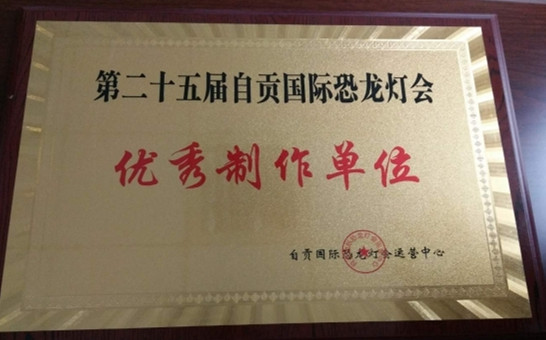 第二十五届自贡国际恐龙灯会
优秀制作单位
自贡国际恐龙灯会运营中心